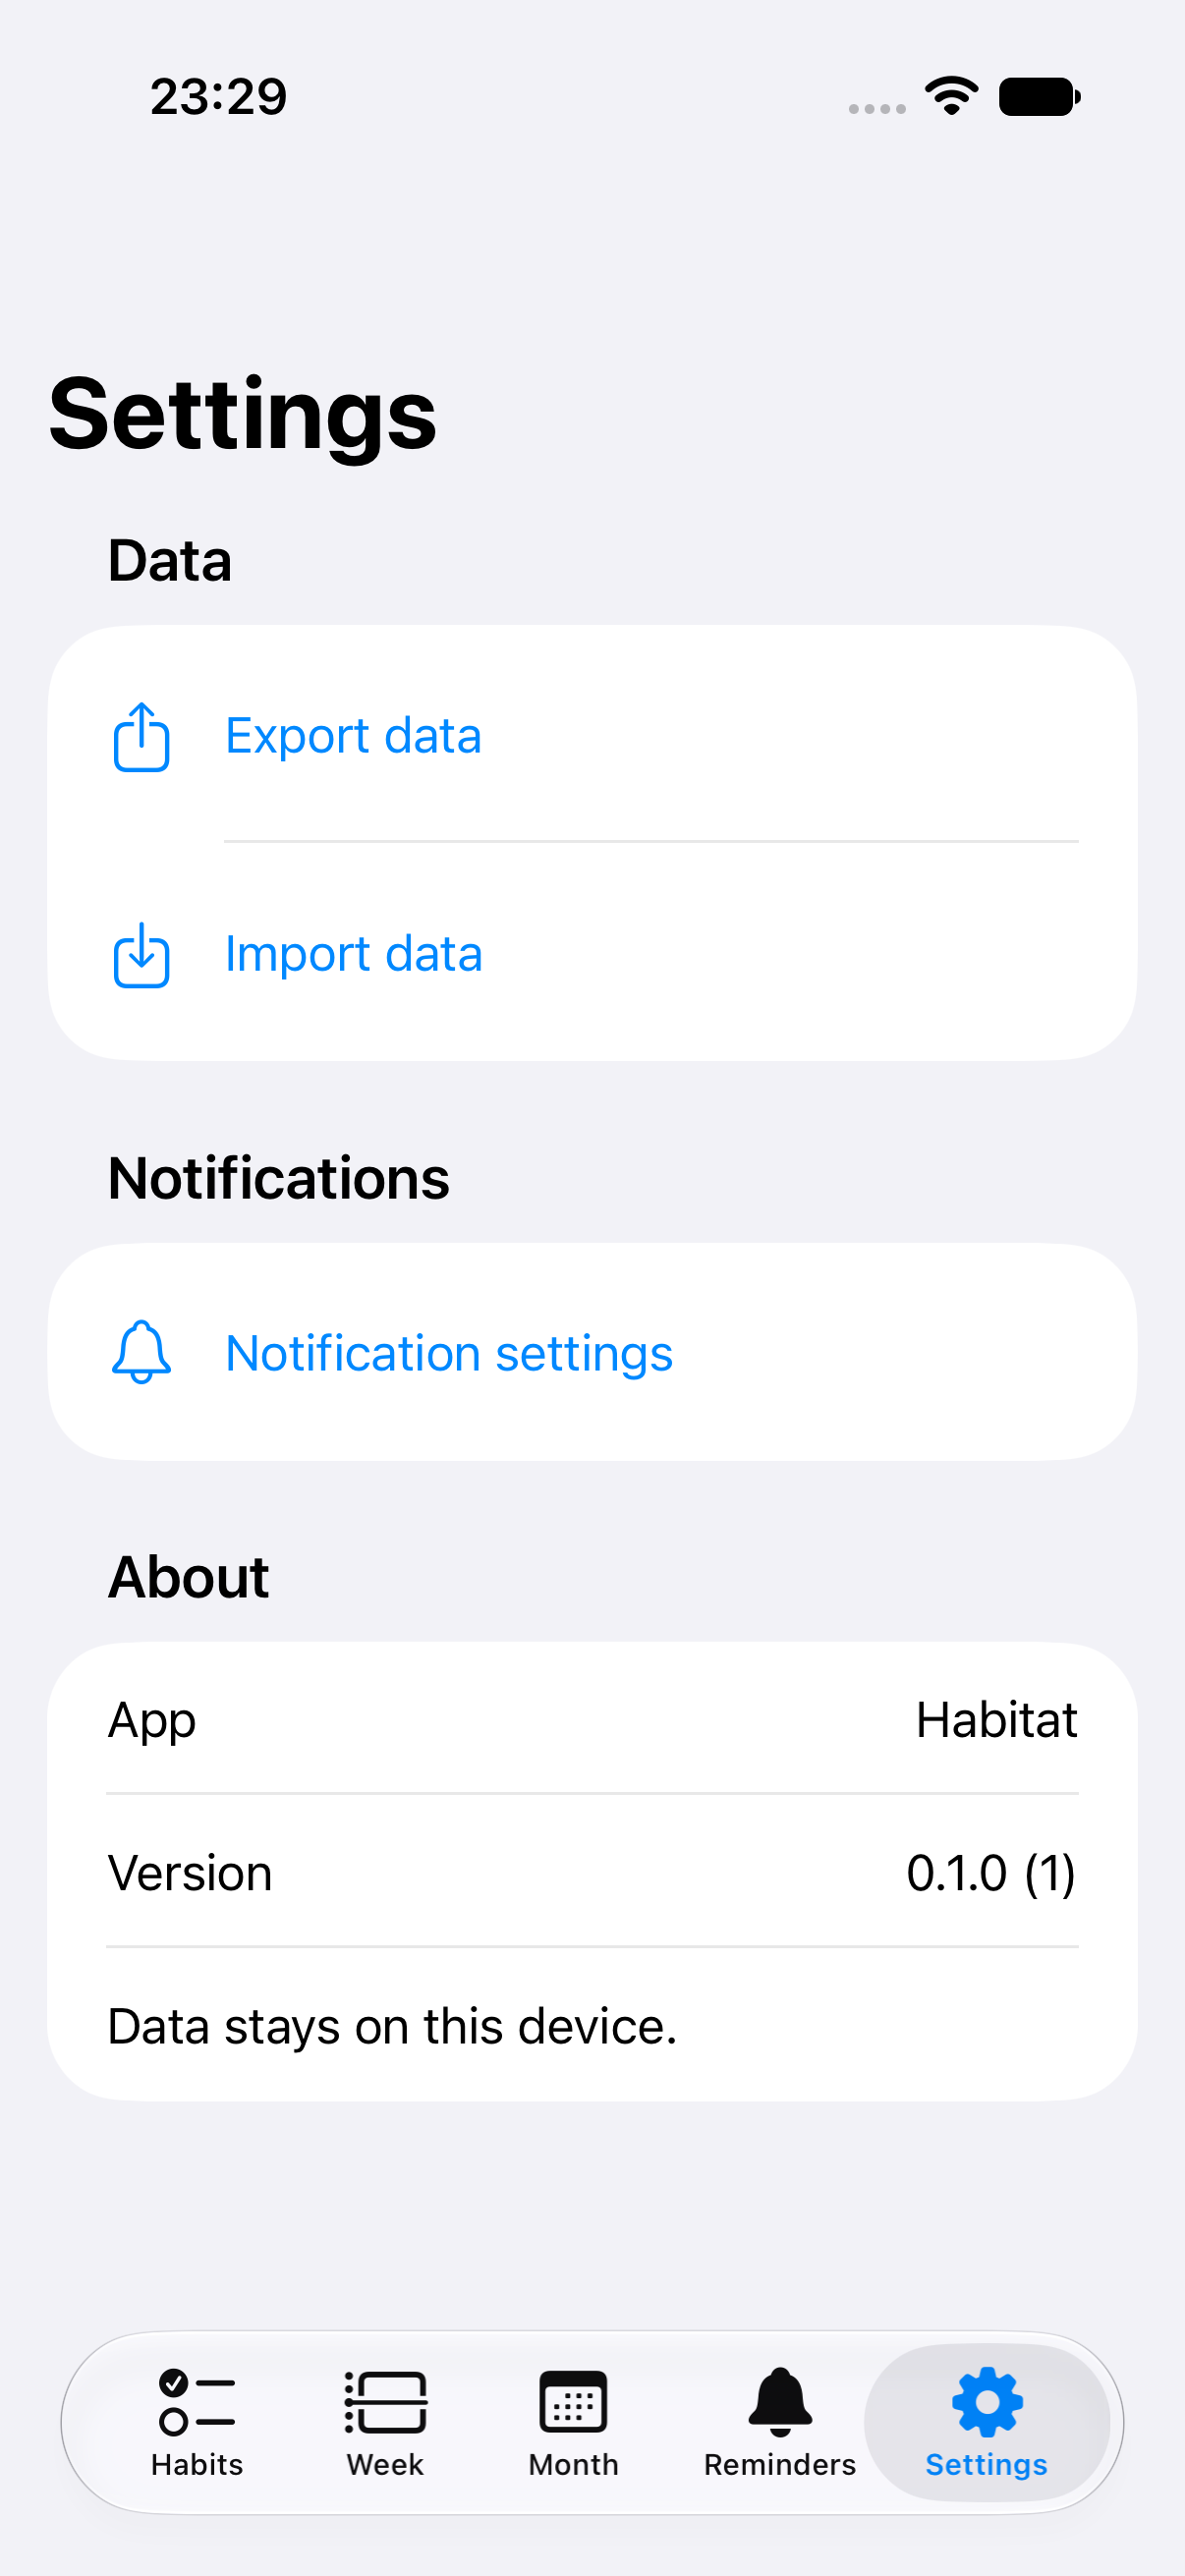 23:29
Settings
Data
Export data
Import data
Notifications
Notification settings
About
App Habitat
Version 0.1.0 (1)
Data stays on this device.
Habits Week Month Reminders Settings